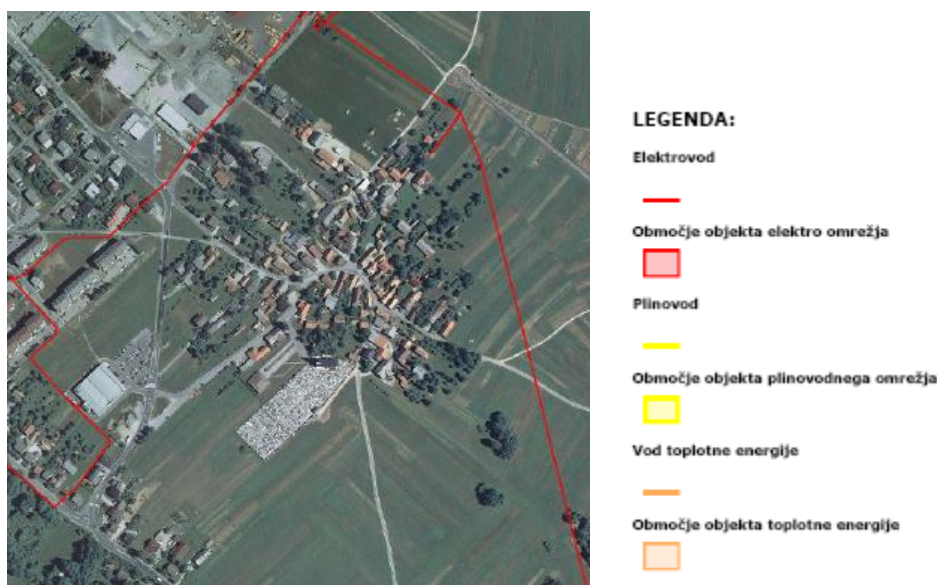 LEGENDA:
Elektrovod
Območje objekta elektro omrežja
Plinovod
Območje objekta plinovodnega omrežja
Vod toplotne energije
Območje objekta toplotne energije